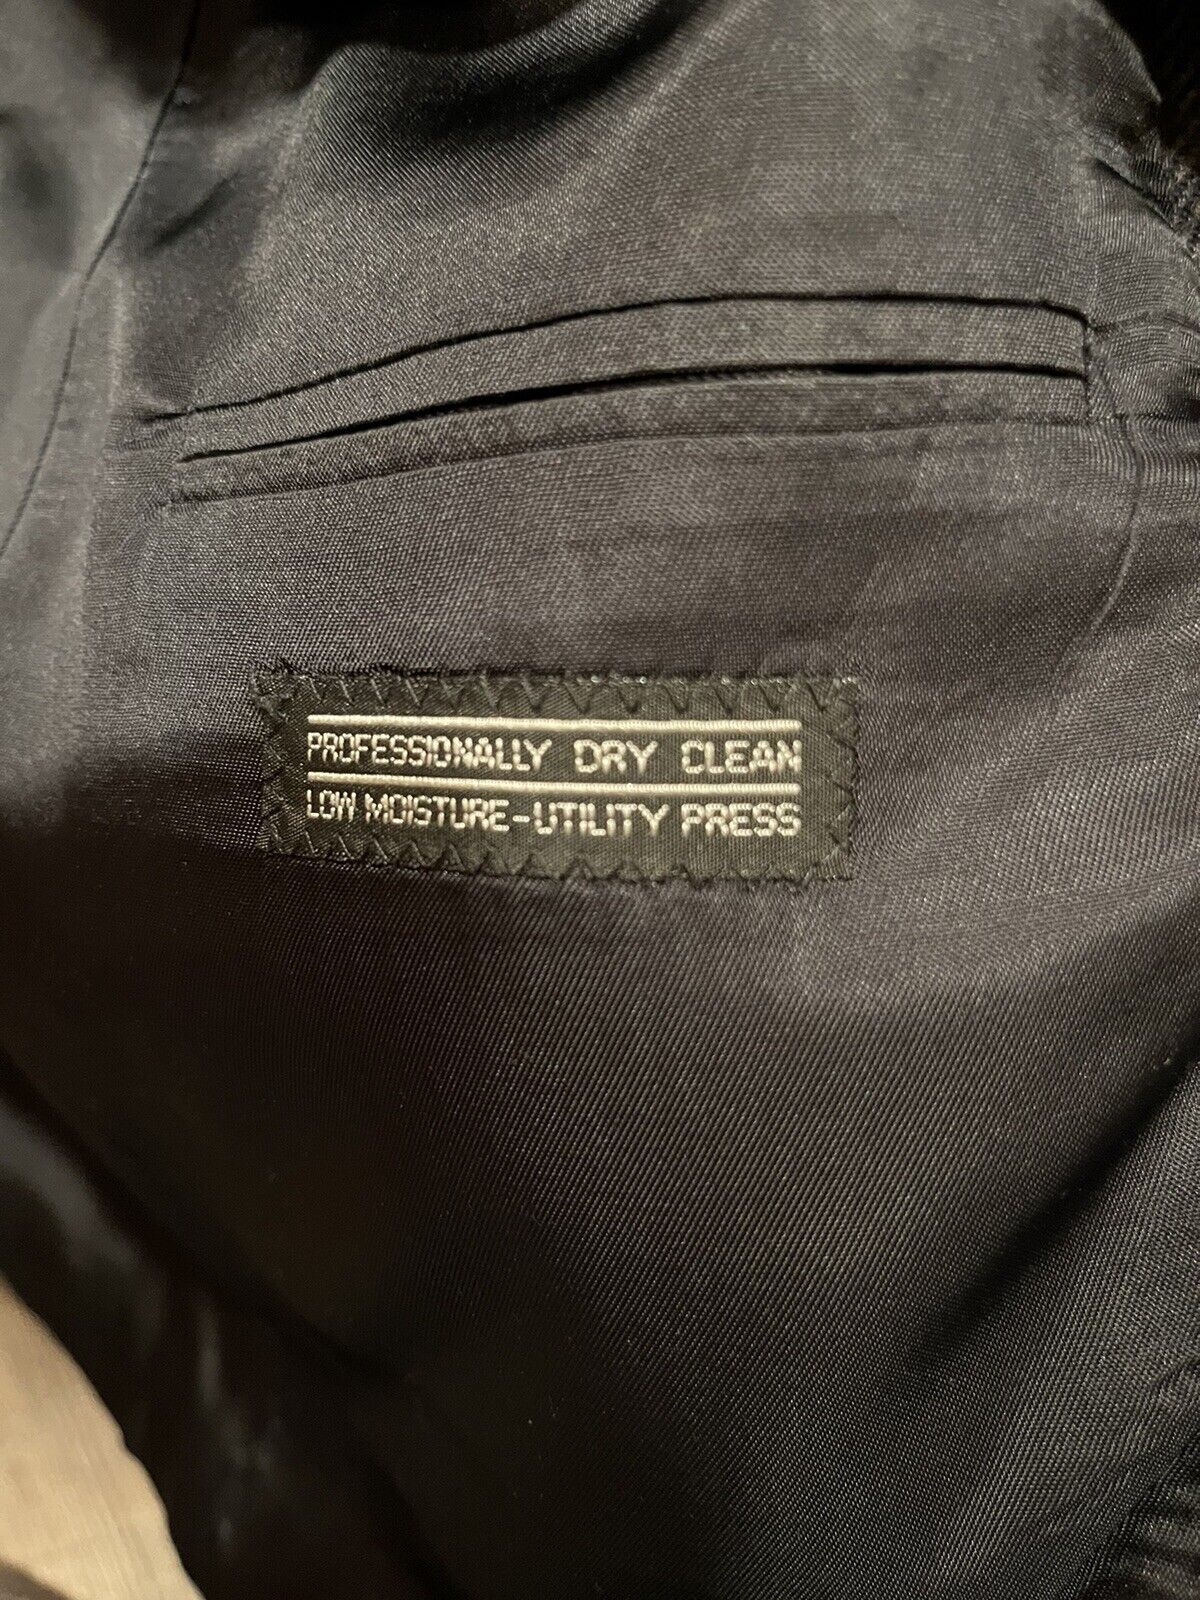 PROFESSIONALLY DRY CLEAN
LOW MOISTURE-UTILITY PRESS